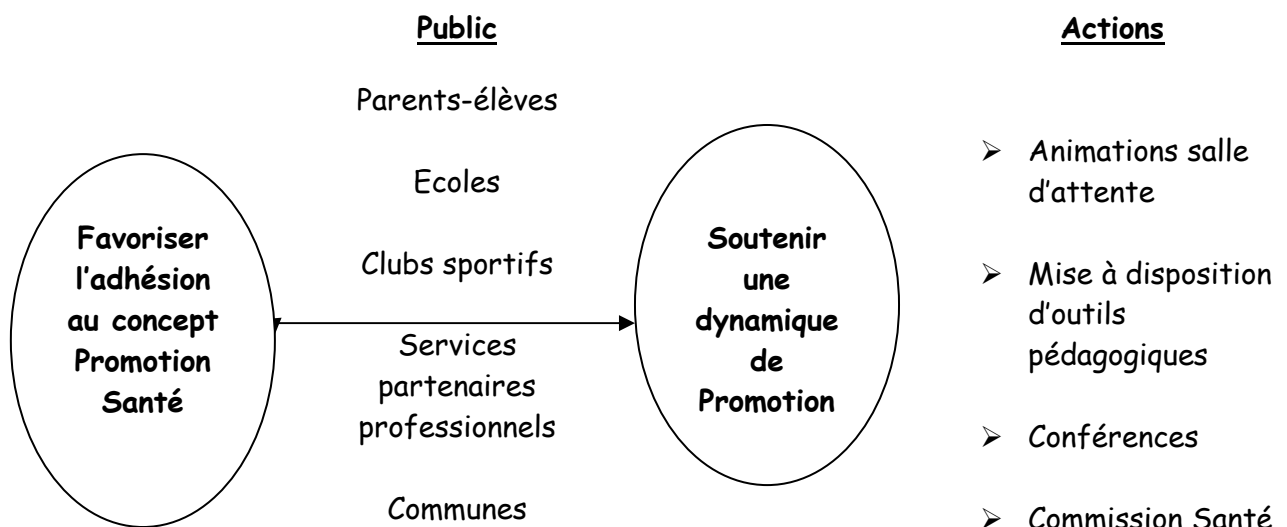 Public
Parents-élèves
Ecoles
Clubs sportifs
Services
partenaires
professionnels
Communes
Favoriser
l'adhésion
au concept
Promotion
Santé
Soutenir
une
dynamique
de
Promotion
Actions
➢ Animations salle
d'attente
➢ Mise à disposition
d'outils
pédagogiques
➢ Conférences
➢ Commission Santé